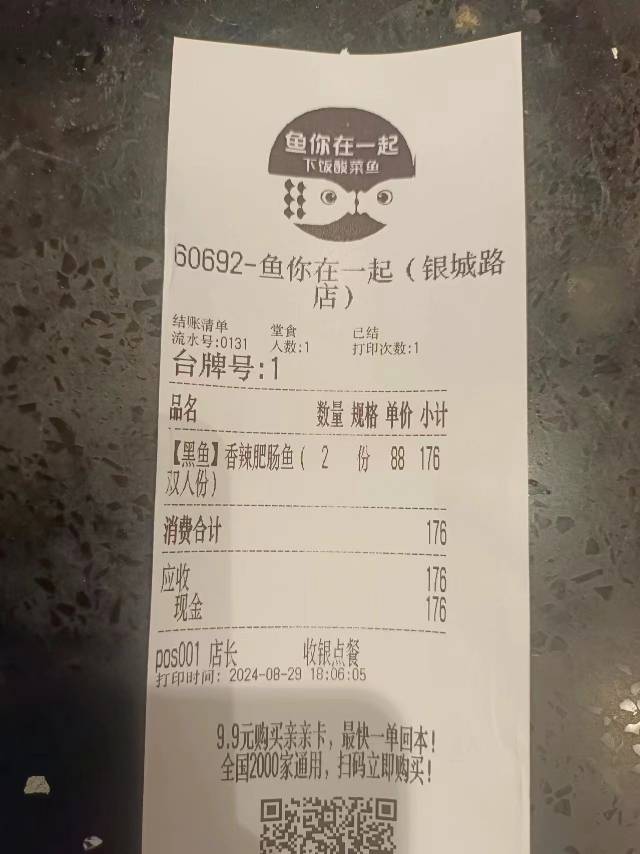 鱼你在一起
下饭酸菜鱼
60692-鱼你在一起（银城路
店）
结账清单 堂食 已结
流水号:0131 人数:1 打印次数:1
台牌号:1
品名 数量 规格 单价 小计
【黑鱼】香辣肥肠鱼( 2 份 88 176
双人份)
消费合计 176
应收 176
现金 176
pos001 店长 收银点餐
打印时间: 2024-08-29 18:06:05
9.9元购买亲亲卡，最快一单回本！
全国2000家通用，扫码立即购买！